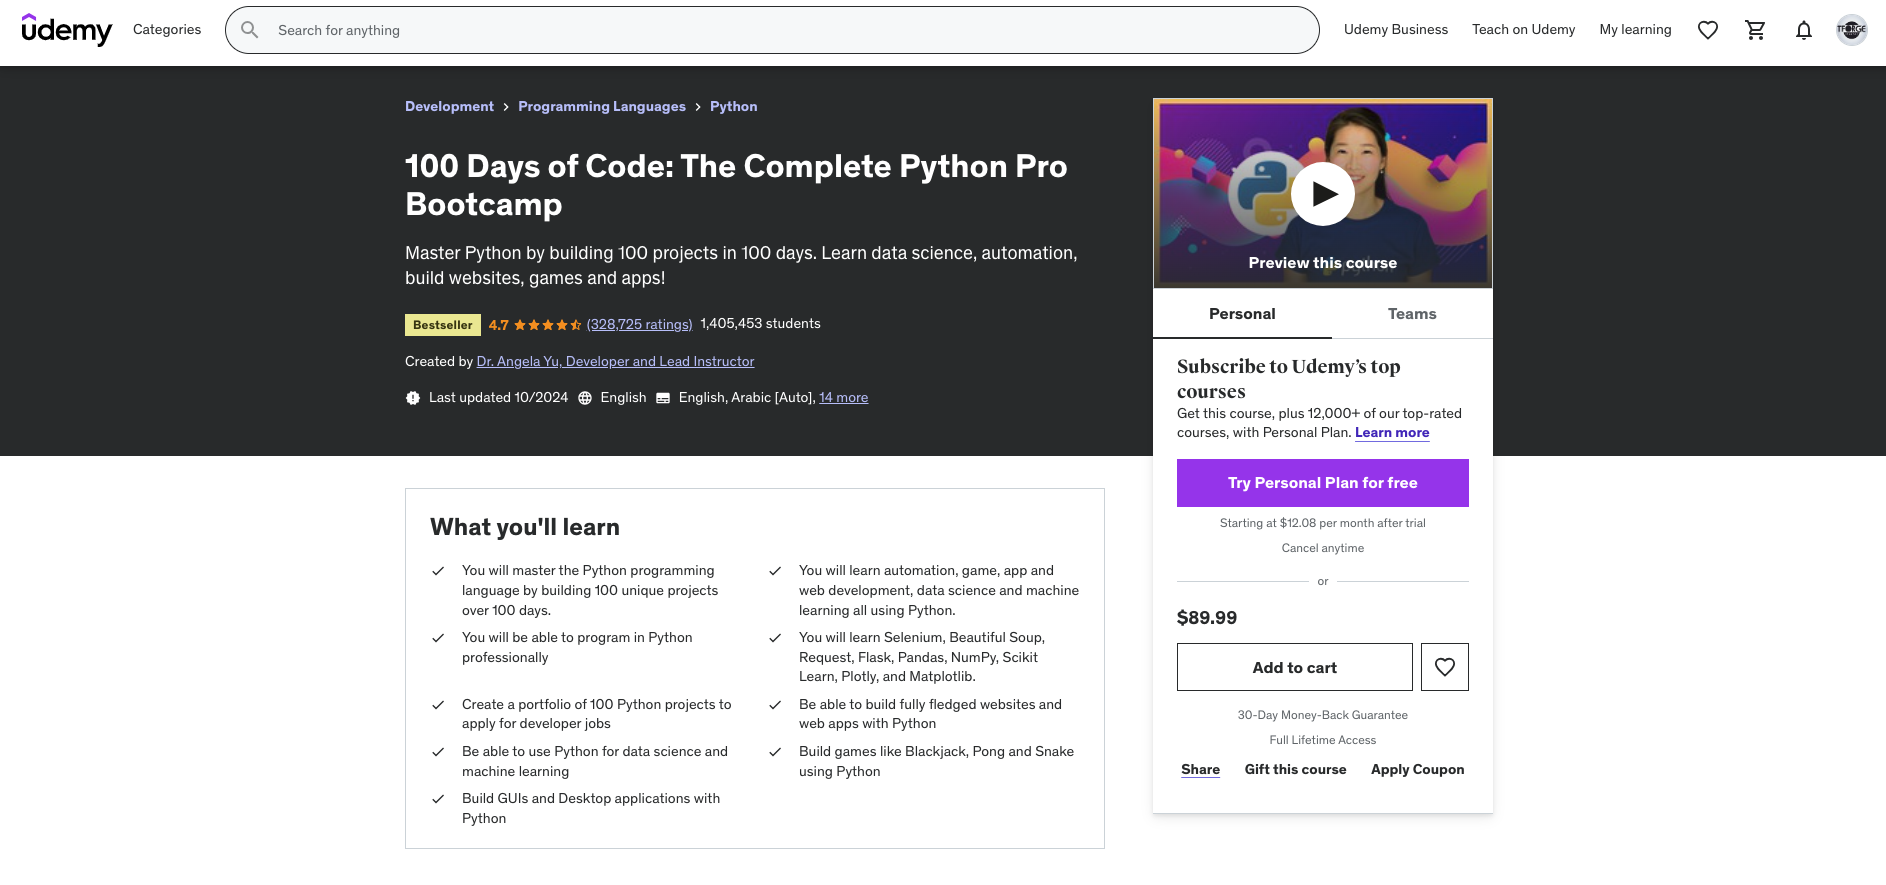 udemy
Categories
Search for anything
Udemy Business
Teach on Udemy
My learning
Development > Programming Languages > Python
100 Days of Code: The Complete Python Pro
Bootcamp
Master Python by building 100 projects in 100 days. Learn data science, automation,
build websites, games and apps!
Bestseller 4.7 (328,725 ratings) 1,405,453 students
Created by Dr. Angela Yu, Developer and Lead Instructor
Last updated 10/2024 English English, Arabic [Auto], 14 more
Preview this course
Personal
Teams
Subscribe to Udemy’s top
courses
Get this course, plus 12,000+ of our top-rated
courses, with Personal Plan. Learn more
Try Personal Plan for free
Starting at $12.08 per month after trial
Cancel anytime
or
$89.99
Add to cart
30-Day Money-Back Guarantee
Full Lifetime Access
Share
Gift this course
Apply Coupon
What you'll learn
You will master the Python programming
language by building 100 unique projects
over 100 days.
You will learn automation, game, app and
web development, data science and machine
learning all using Python.
You will be able to program in Python
professionally
You will learn Selenium, Beautiful Soup,
Request, Flask, Pandas, NumPy, Scikit
Learn, Plotly, and Matplotlib.
Create a portfolio of 100 Python projects to
apply for developer jobs
Be able to build fully fledged websites and
web apps with Python
Be able to use Python for data science and
machine learning
Build games like Blackjack, Pong and Snake
using Python
Build GUIs and Desktop applications with
Python